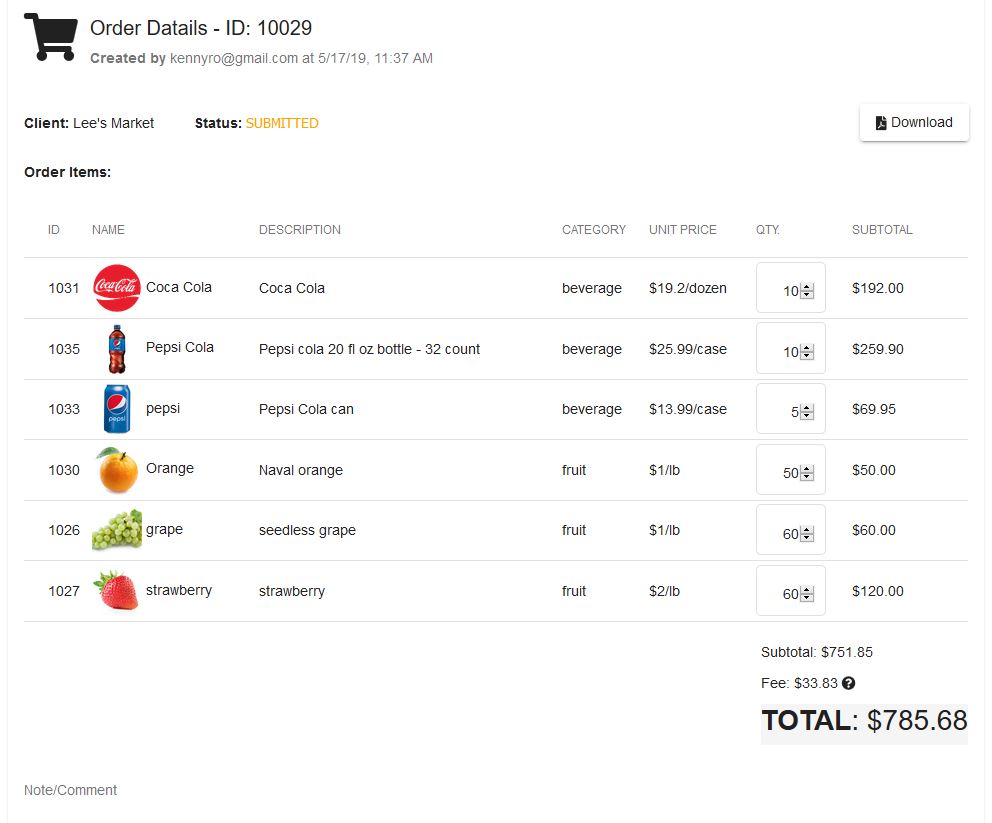 Order Datails - ID: 10029
Created by kennyro@gmail.com at 5/17/19, 11:37 AM
Client: Lee's Market Status: SUBMITTED Download
Order Items:
ID NAME DESCRIPTION CATEGORY UNIT PRICE QTY. SUBTOTAL
1031 Coca Cola Coca Cola Coca Cola beverage $19.2/dozen 10 $192.00
1035 Pepsi Cola Pepsi cola 20 fl oz bottle - 32 count beverage $25.99/case 10 $259.90
1033 pepsi pepsi Pepsi Cola can beverage $13.99/case 5 $69.95
1030 Orange Naval orange fruit $1/lb 50 $50.00
1026 grape seedless grape fruit $1/lb 60 $60.00
1027 strawberry strawberry fruit $2/lb 60 $120.00
Subtotal: $751.85
Fee: $33.83 ?
TOTAL: $785.68
Note/Comment